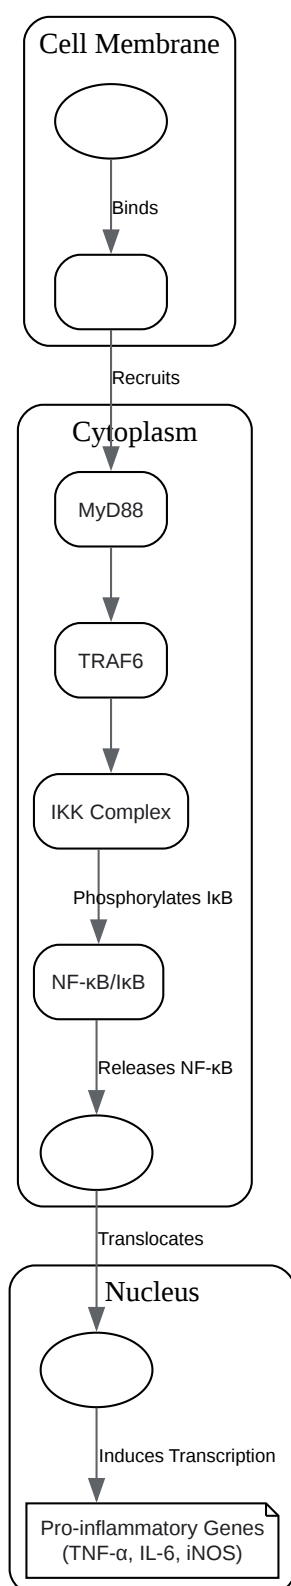 Cell Membrane
Binds
Recruits
Cytoplasm
MyD88
TRAF6
IKK Complex
Phosphorylates IκB
NF-κB/IκB
Releases NF-κB
Translocates
Nucleus
Induces Transcription
Pro-inflammatory Genes
(TNF-α, IL-6, iNOS)